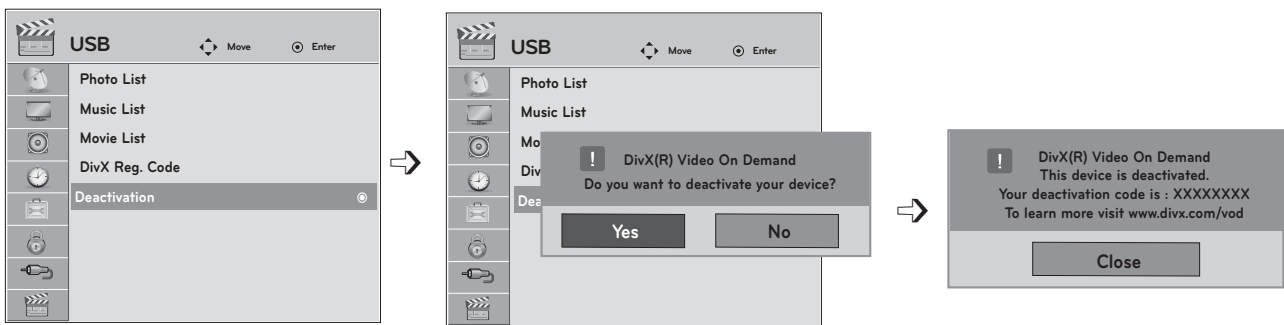 USB Move Enter
Photo List
Music List
Movie List
DivX Reg. Code
Deactivation
USB Move Enter
Photo List
Music List
Mo
Div
Dea
! DivX(R) Video On Demand
Do you want to deactivate your device?
Yes No
! DivX(R) Video On Demand
This device is deactivated.
Your deactivation code is : XXXXXXXX
To learn more visit www.divx.com/vod
Close